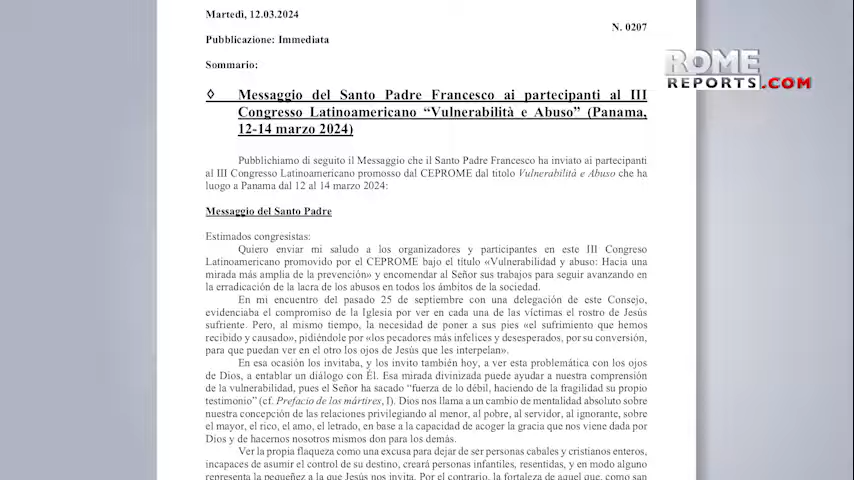 Martedì, 12.03.2024
N. 0207
Pubblicazione: Immediata
Sommario:
◊ Messaggio del Santo Padre Francesco ai partecipanti al III
Congresso Latinoamericano “Vulnerabilità e Abuso” (Panama,
12-14 marzo 2024)
Pubblichiamo di seguito il Messaggio che il Santo Padre Francesco ha inviato ai partecipanti
al III Congresso Latinoamericano promosso dal CEPROME dal titolo Vulnerabilità e Abuso che ha
luogo a Panama dal 12 al 14 marzo 2024:
Messaggio del Santo Padre
Estimados congresistas:
Quiero enviar mi saludo a los organizadores y participantes en este III Congreso
Latinoamericano promovido por el CEPROME bajo el título «Vulnerabilidad y abuso: Hacia una
mirada más amplia de la prevención» y encomendar al Señor sus trabajos para seguir avanzando en
la erradicación de la lacra de los abusos en todos los ámbitos de la sociedad.
En mi encuentro del pasado 25 de septiembre con una delegación de este Consejo,
evidenciaba el compromiso de la Iglesia por ver en cada una de las víctimas el rostro de Jesús
sufriente. Pero, al mismo tiempo, la necesidad de poner a sus pies «el sufrimiento que hemos
recibido y causado», pidiéndole por «los pecadores más infelices y desesperados, por su conversión,
para que puedan ver en el otro los ojos de Jesús que les interpelan».
En esa ocasión los invitaba, y los invito también hoy, a ver esta problemática con los ojos
de Dios, a entablar un diálogo con Él. Esa mirada divinizada puede ayudar a nuestra comprensión
de la vulnerabilidad, pues el Señor ha sacado “fuerza de lo débil, haciendo de la fragilidad su propio
testimonio” (cf. Prefacio de los mártires, I). Dios nos llama a un cambio de mentalidad absoluto sobre
nuestra concepción de las relaciones privilegiando al menor, al pobre, al servidor, al ignorante, sobre
el mayor, el rico, el amo, el letrado, en base a la capacidad de acoger la gracia que nos viene dada por
Dios y de hacernos nosotros mismos don para los demás.
Ver la propia flaqueza como una excusa para dejar de ser personas cabales y cristianos enteros,
incapaces de asumir el control de su destino, creará personas infantiles, resentidas, y en modo alguno
representa la pequeñez a la que Jesús nos invita. Por el contrario, la fortaleza de aquel que, como san
ROME
REPORTS.COM